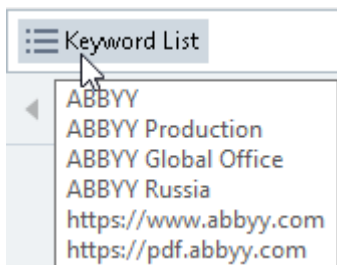 Keyword List
ABBYY
ABBYY Production
ABBYY Global Office
ABBYY Russia
https://www.abbyy.com
https://pdf.abbyy.com